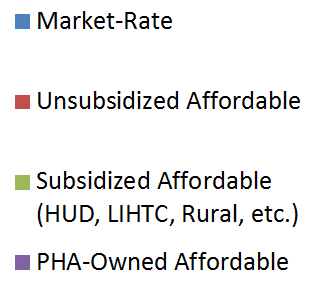 Market-Rate
Unsubsidized Affordable
Subsidized Affordable
(HUD, LIHTC, Rural, etc.)
PHA-Owned Affordable